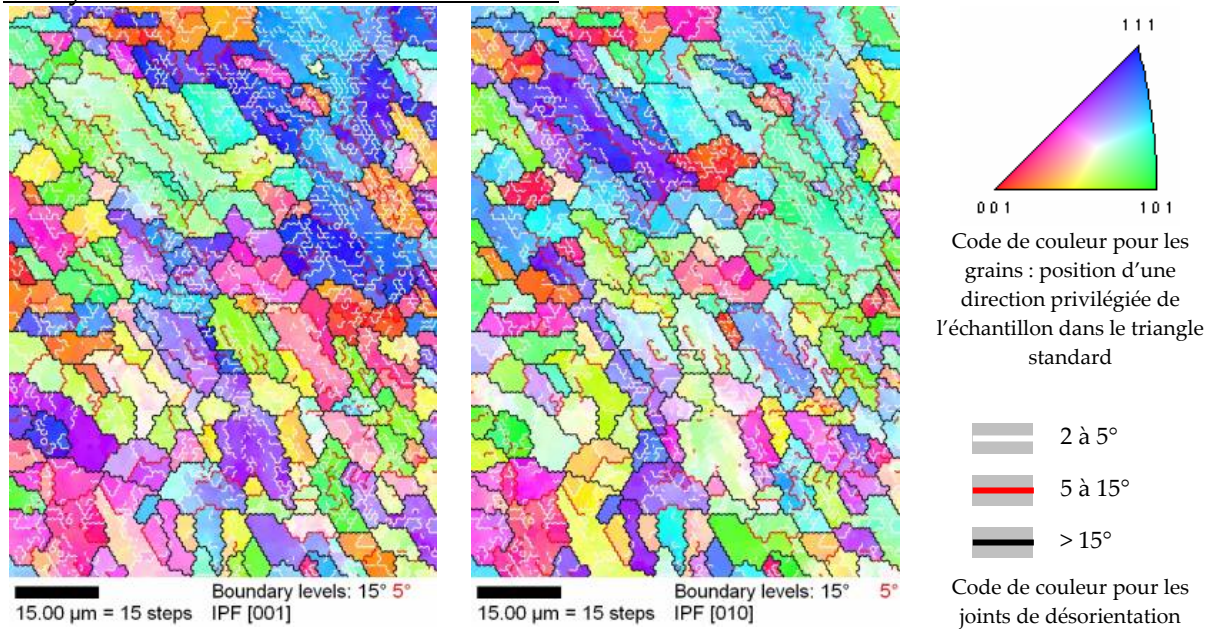 Boundary levels: 15° 5°
15.00 µm = 15 steps IPF [001]
Boundary levels: 15° 5°
15.00 µm = 15 steps IPF [010]
1 1 1
0 0 1
1 0 1
Code de couleur pour les
grains : position d’une
direction privilégiée de
l’échantillon dans le triangle
standard
2 à 5°
5 à 15°
> 15°
Code de couleur pour les
joints de désorientation